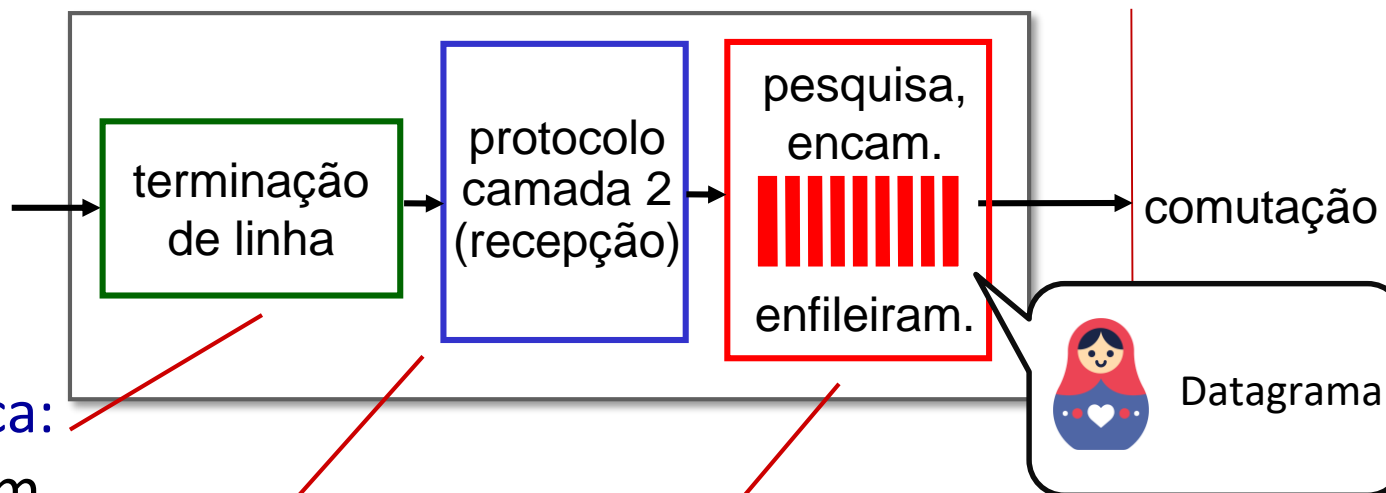 terminação
de linha
protocolo
camada 2
(recepção)
pesquisa,
encam.
enfileiram.
comutação
Datagrama
ca:
m